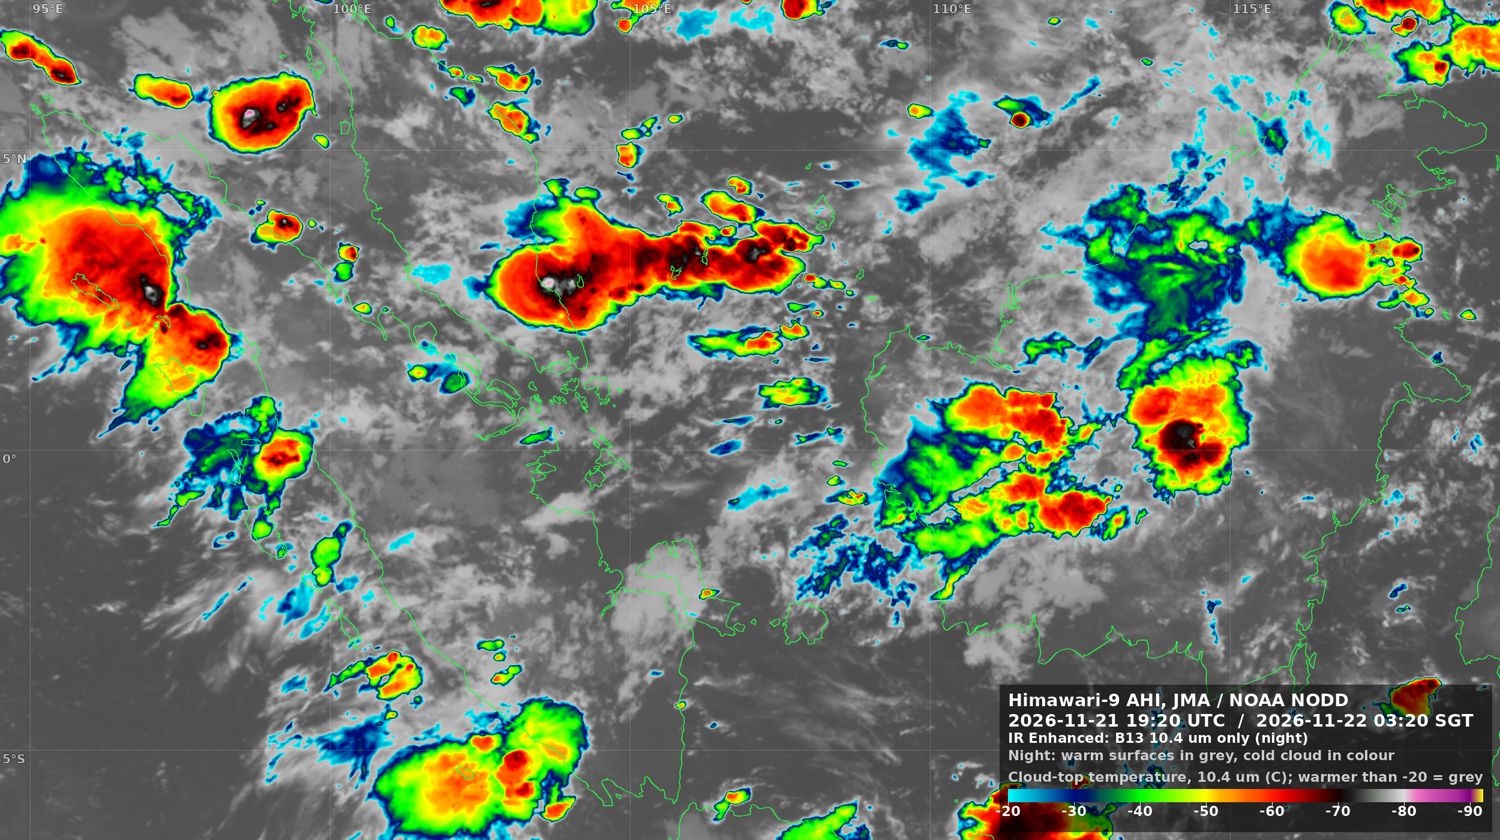 95°E 100°E 105°E 110°E 115°E
5°N
0°
5°S
Himawari-9 AHI, JMA / NOAA NODD
2026-11-21 19:20 UTC / 2026-11-22 03:20 SGT
IR Enhanced: B13 10.4 um only (night)
Night: warm surfaces in grey, cold cloud in colour
Cloud-top temperature, 10.4 um (C); warmer than -20 = grey
-20 -30 -40 -50 -60 -70 -80 -90